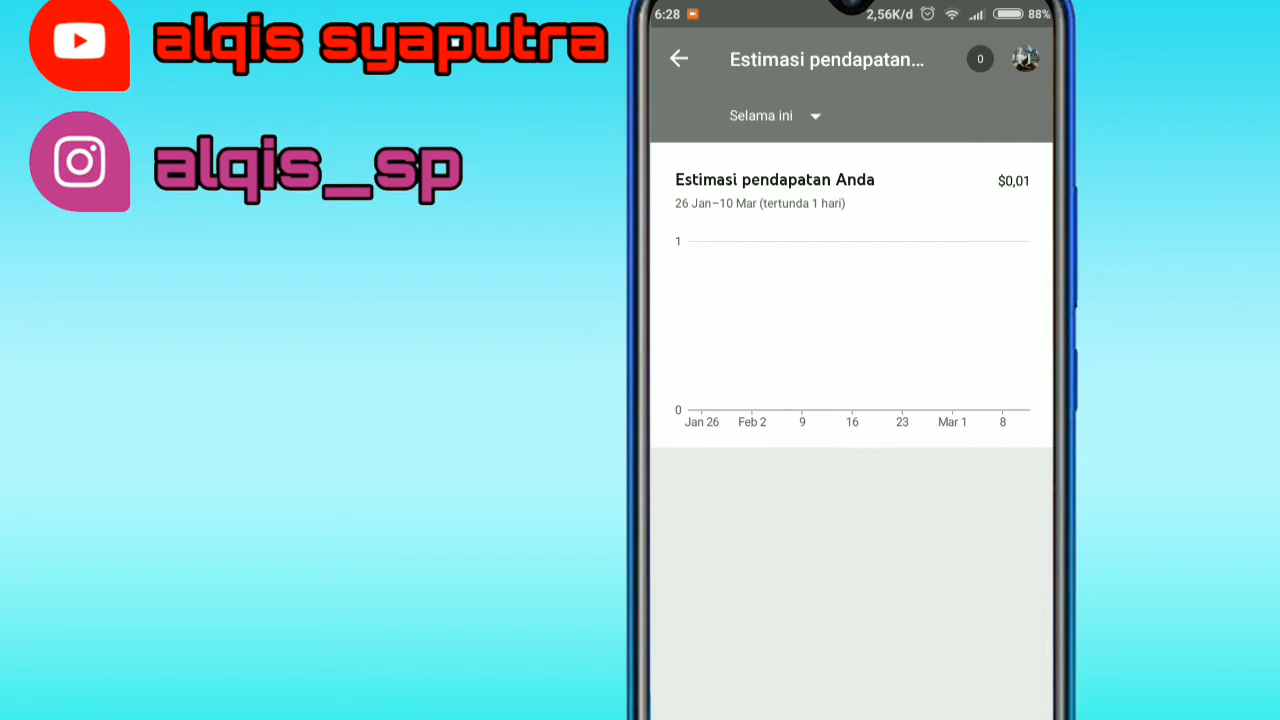 alqis syaputra
alqis_sp
6:28 2,56K/d 88%
Estimasi pendapatan... 0
Selama ini
Estimasi pendapatan Anda $0,01
26 Jan–10 Mar (tertunda 1 hari)
1
0
Jan 26 Feb 2 9 16 23 Mar 1 8